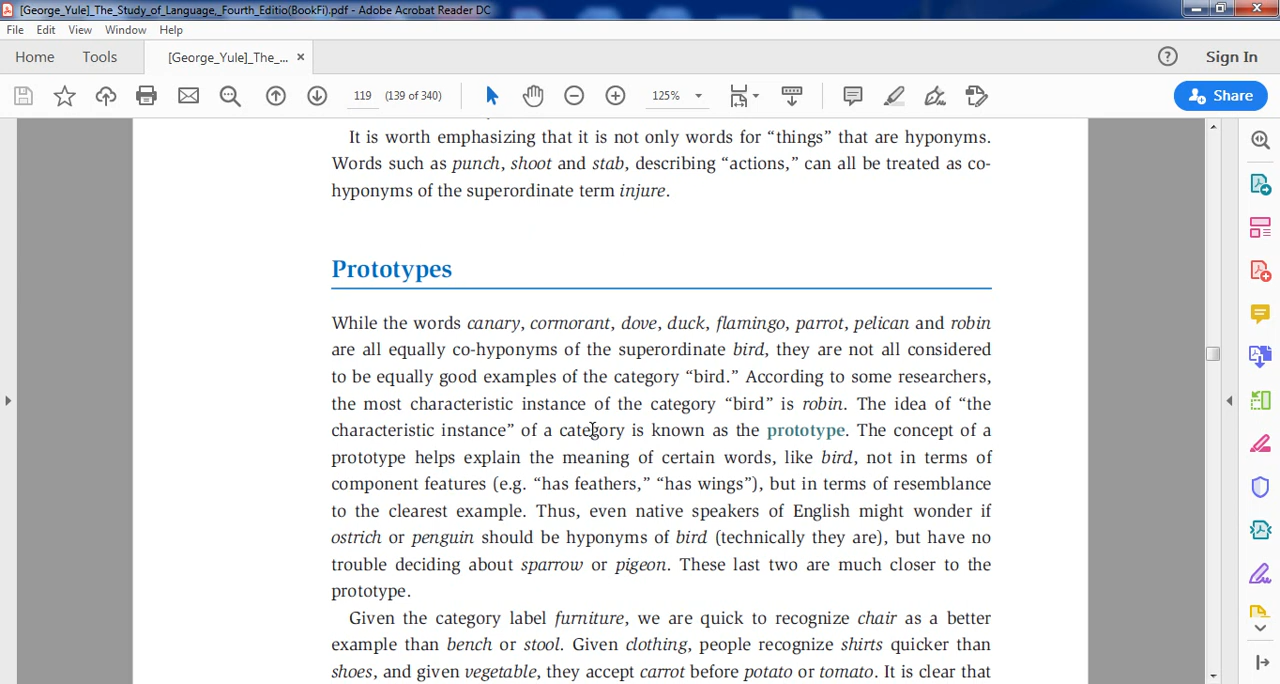 [George_Yule]_The_Study_of_Language,_Fourth_Editio(BookFi).pdf - Adobe Acrobat Reader DC
File Edit View Window Help
Home Tools [George_Yule]_The_... × ? Sign In
119 (139 of 340) 125% Share
It is worth emphasizing that it is not only words for “things” that are hyponyms.
Words such as punch, shoot and stab, describing “actions,” can all be treated as co-
hyponyms of the superordinate term injure.
Prototypes
While the words canary, cormorant, dove, duck, flamingo, parrot, pelican and robin
are all equally co-hyponyms of the superordinate bird, they are not all considered
to be equally good examples of the category “bird.” According to some researchers,
the most characteristic instance of the category “bird” is robin. The idea of “the
characteristic instance” of a category is known as the prototype. The concept of a
prototype helps explain the meaning of certain words, like bird, not in terms of
component features (e.g. “has feathers,” “has wings”), but in terms of resemblance
to the clearest example. Thus, even native speakers of English might wonder if
ostrich or penguin should be hyponyms of bird (technically they are), but have no
trouble deciding about sparrow or pigeon. These last two are much closer to the
prototype.
Given the category label furniture, we are quick to recognize chair as a better
example than bench or stool. Given clothing, people recognize shirts quicker than
shoes, and given vegetable, they accept carrot before potato or tomato. It is clear that